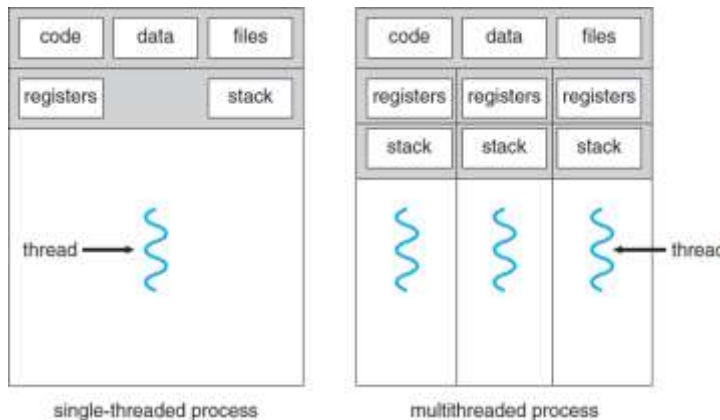 code data files
registers stack
thread
single-threaded process
code data files
registers registers registers
stack stack stack
thread
multithreaded process